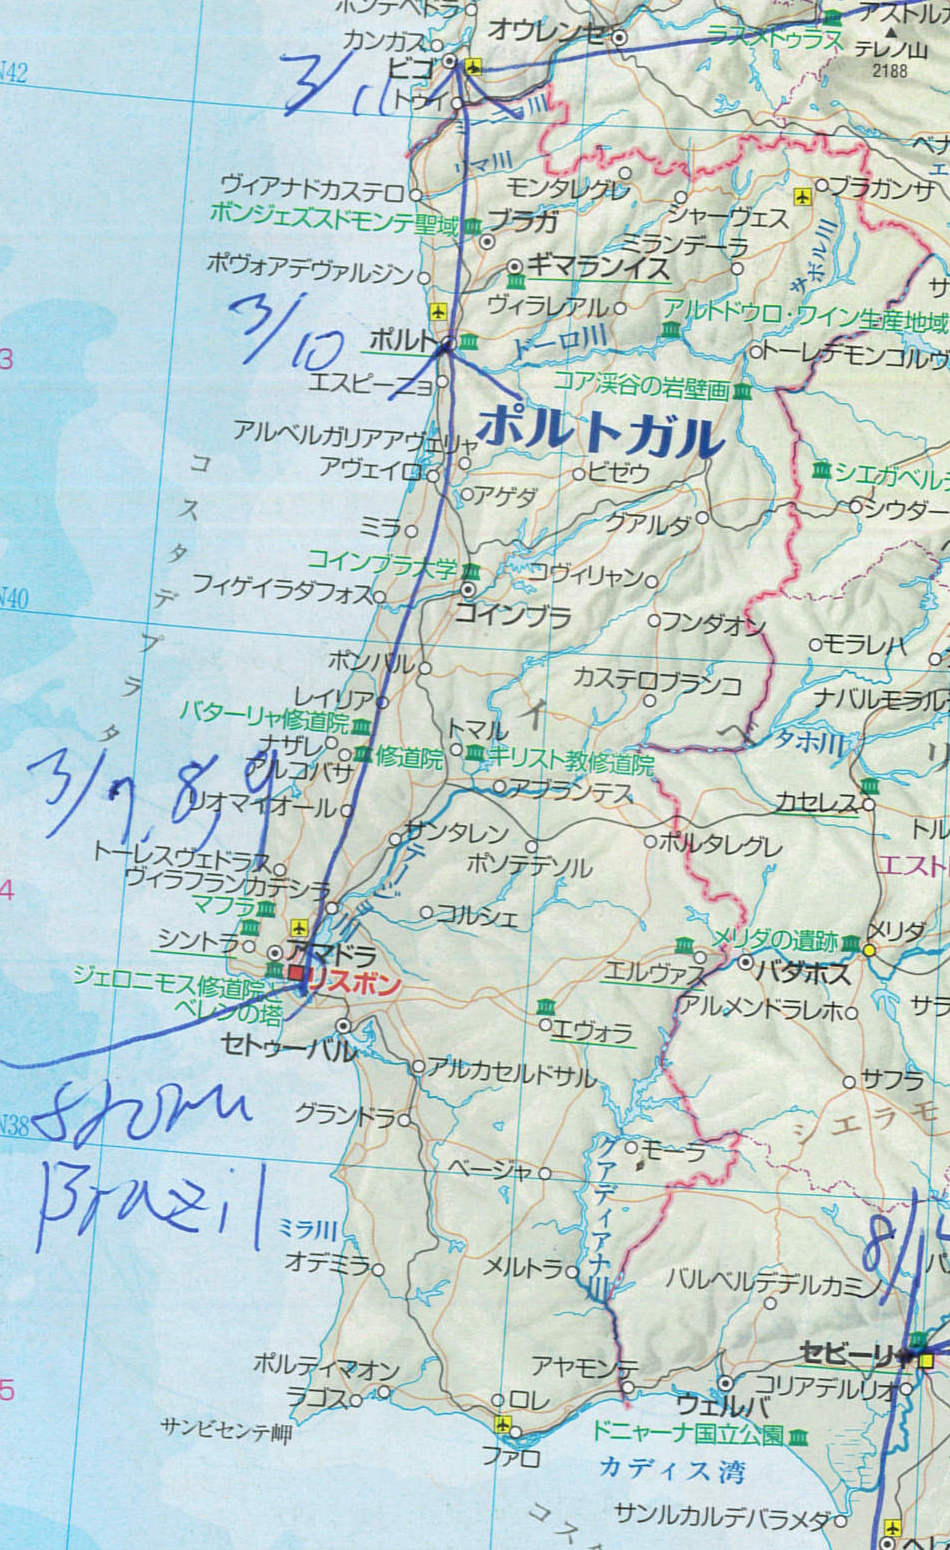 ポンテベドラ
アストルガ
オウレンセ
カンガス
ラスメドゥラス
テレノ山
2188
ビゴ
N42
3/11
トゥイ
ミーニョ川
リマ川
ヴィアナドカステロ
モンタレグレ
ブラガンサ
シャーヴェス
ボンジェズスドモンテ聖域
ブラガ
ミランデーラ
サボル川
ポヴォアデヴァルジン
ギマランイス
ヴィラレアル
アルトドウロ・ワイン生産地域
3/10
ポルト
ドーロ川
トーレデモンコルヴ
3
エスピーニョ
コア渓谷の岩壁画
ポルトガル
アルベルガリアアヴェリャ
アヴェイロ
ビゼウ
シエガベルデ
アゲダ
シウダー
グアルダ
ミラ
コインブラ大学
コヴィリャン
フィゲイラダフォス
コインブラ
N40
フンダオン
モラレハ
ポンバル
カステロブランコ
ナバルモラル
レイリア
コスタデプラタ
イ
ベ
リ
バターリャ修道院
トマル
タホ川
ナザレ
修道院
キリスト教修道院
アルコバサ
アブランテス
カセレス
3/7,8,9
リオマイオール
サンタレン
ポルタレグレ
トル
トーレスヴェドラス
ポンテデソル
エスト
ヴィラフランカデシラ
テージョ川
4
マフラ
コルシェ
シントラ
アマドラ
メリダの遺跡
メリダ
エルヴァス
バダホス
リスボン
ジェロニモス修道院と
ベレンの塔
アルメンドラレホ
サラ
エヴォラ
セトゥーバル
アルカセルドサル
サフラ
from
Brazil
グランドラ
シエラモ
N38
モーラ
ベージャ
グアディアナ川
ミラ川
8/
オデミラ
メルトラ
バルベルデデルカミノ
セビーリ
ポルティマオン
アヤモンテ
コリアデルリオ
5
ラゴス
ロレ
ウェルバ
サンビセンテ岬
ドニャーナ国立公園
ファロ
カディス湾
コス
サンルカルデバラメダ
ヘレ